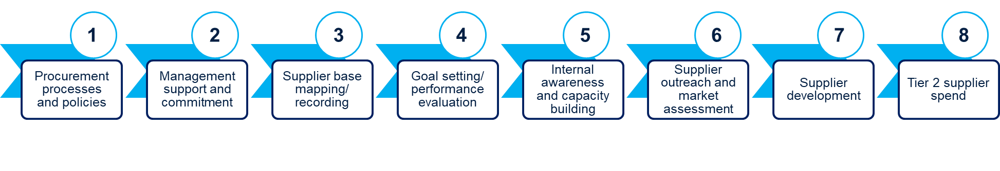 1
Procurement
processes
and policies
2
Management
support and
commitment
3
Supplier base
mapping/
recording
4
Goal setting/
performance
evaluation
5
Internal
awareness
and capacity
building
6
Supplier
outreach and
market
assessment
7
Supplier
development
8
Tier 2 supplier
spend